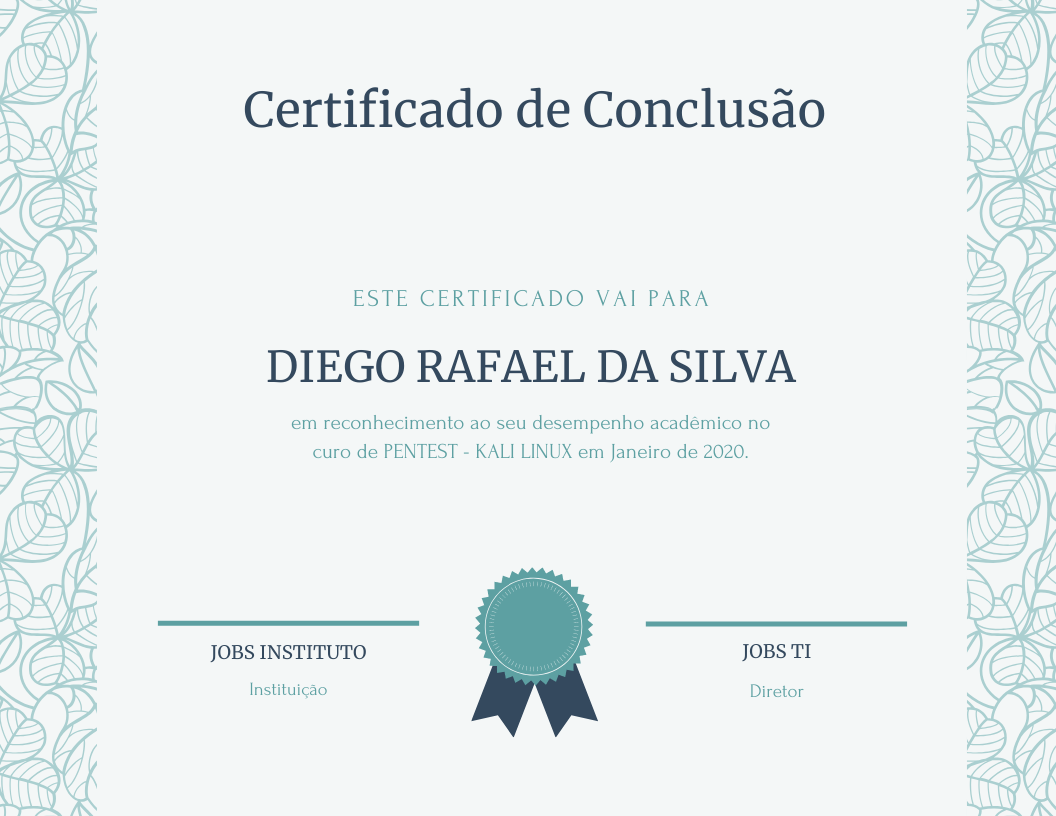 Certificado de Conclusão
ESTE CERTIFICADO VAI PARA
DIEGO RAFAEL DA SILVA
em reconhecimento ao seu desempenho acadêmico no
curo de PENTEST - KALI LINUX em Janeiro de 2020.
JOBS INSTITUTO
Instituição
JOBS TI
Diretor